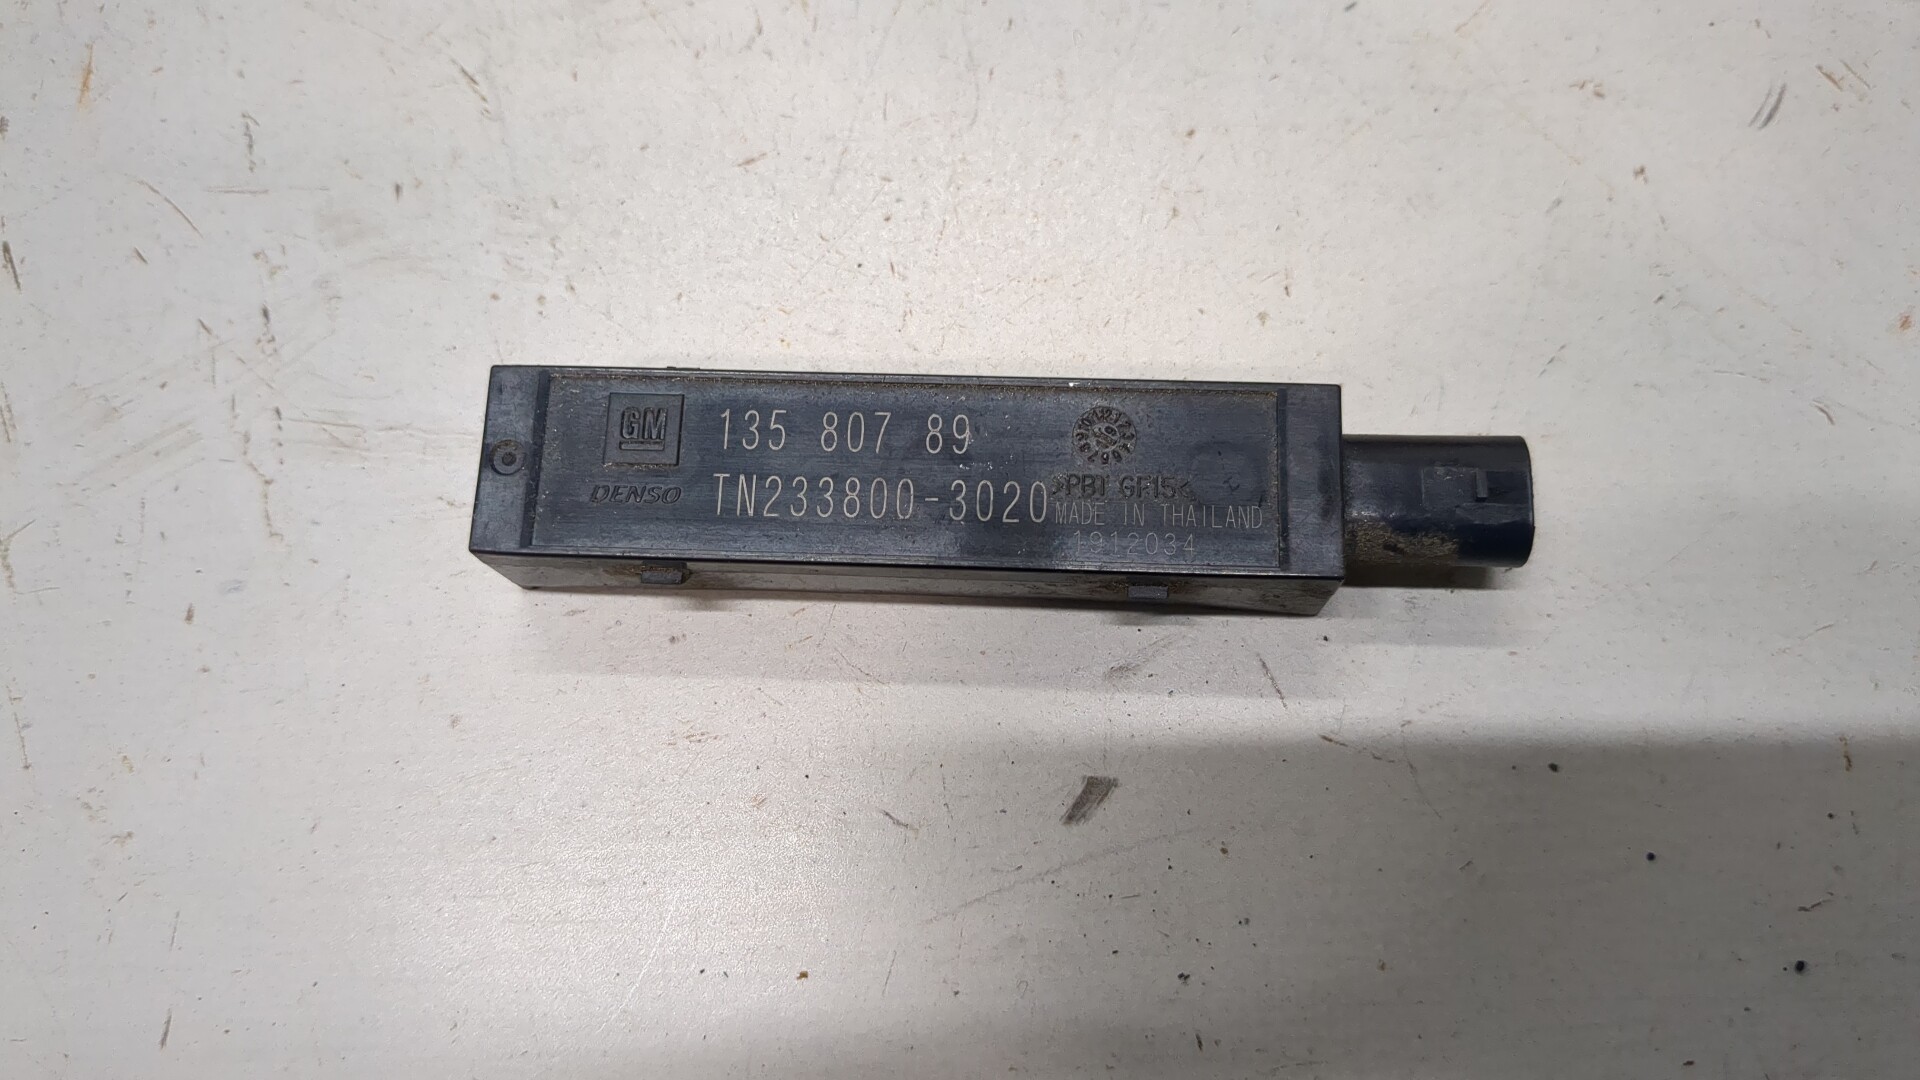 GM 135 807 89
DENSO TN233800-3020
>PBT GF15<
MADE IN THAILAND
1912034